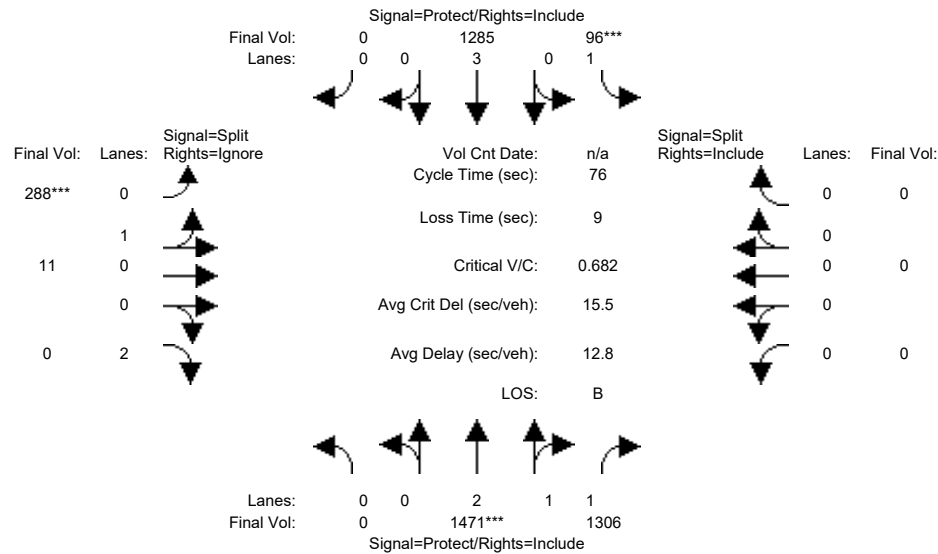 Signal=Protect/Rights=Include
Final Vol: 0 1285 96***
Lanes: 0 0 3 0 1
Signal=Split
Final Vol: Lanes: Rights=Ignore
Vol Cnt Date: n/a
Signal=Split
Rights=Include Lanes: Final Vol:
Cycle Time (sec): 76
288*** 0
0 0
Loss Time (sec): 9
1
0
11 0
Critical V/C: 0.682
0 0
0
Avg Crit Del (sec/veh): 15.5
0
0 2
Avg Delay (sec/veh): 12.8
0 0
LOS: B
Lanes: 0 0 2 1 1
Final Vol: 0 1471*** 1306
Signal=Protect/Rights=Include